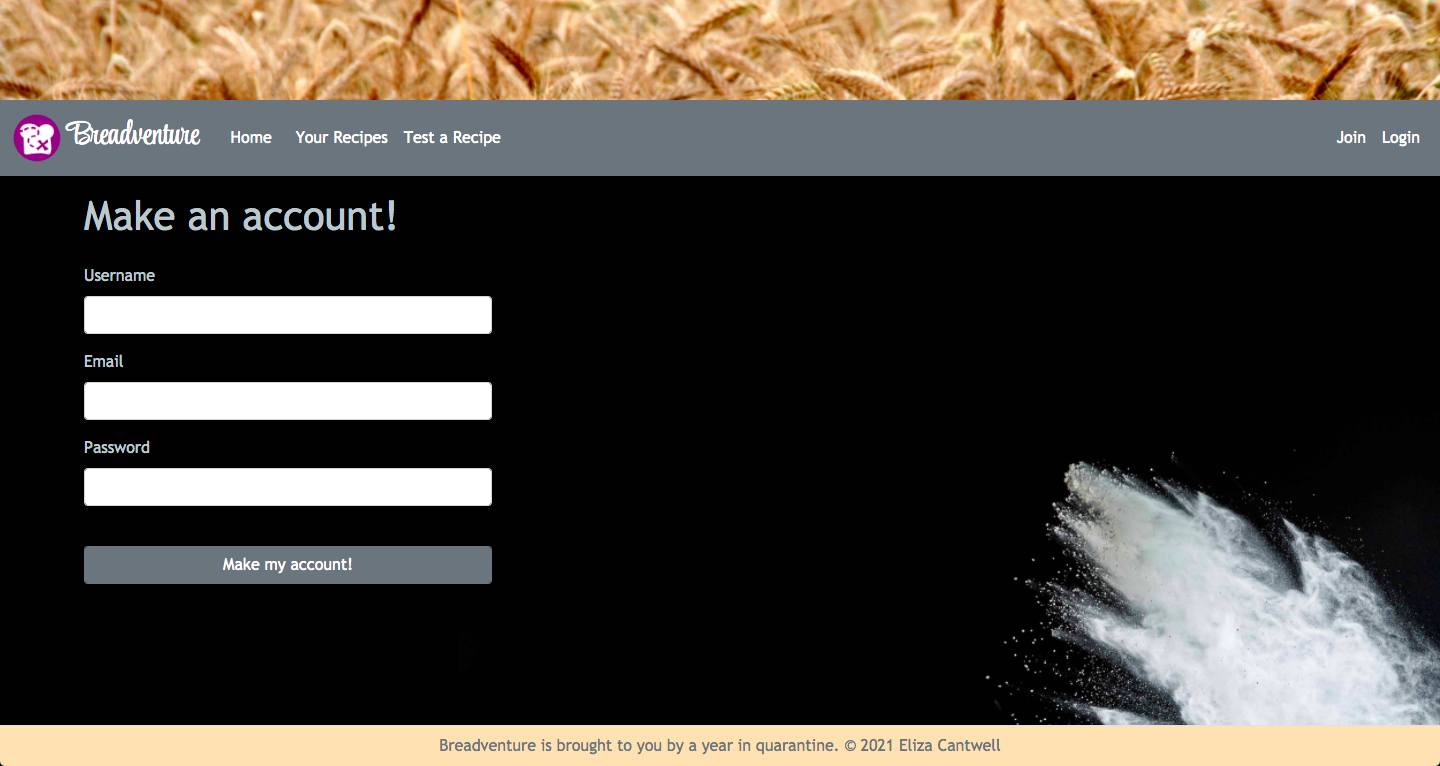 Breadventure
Home Your Recipes Test a Recipe
Join Login
Make an account!
Username
Email
Password
Make my account!
Breadventure is brought to you by a year in quarantine. © 2021 Eliza Cantwell